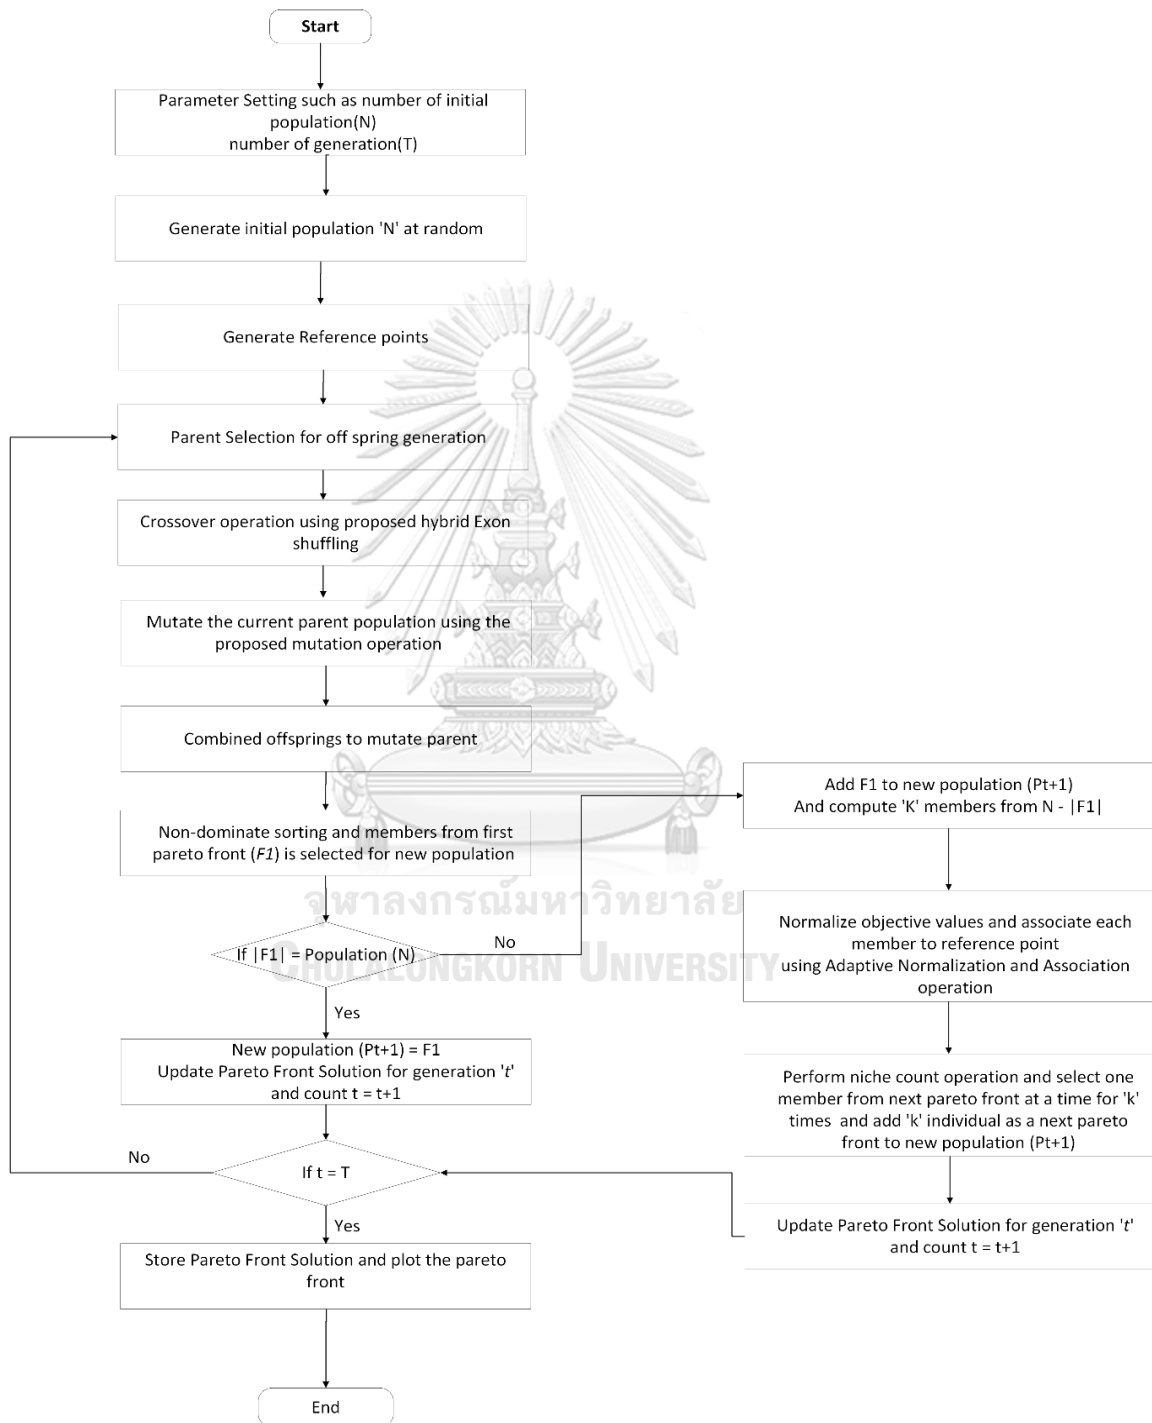 Start
Parameter Setting such as number of initial
population(N)
number of generation(T)
Generate initial population 'N' at random
Generate Reference points
Parent Selection for off spring generation
Crossover operation using proposed hybrid Exon
shuffling
Mutate the current parent population using the
proposed mutation operation
Combined offsprings to mutate parent
Non-dominate sorting and members from first
pareto front (F1) is selected for new population
จุฬาลงกรณ์มหาวิทยาลัย
CHULALONGKORN UNIVERSITY
If |F1| = Population (N)
No
Yes
Add F1 to new population (Pt+1)
And compute 'K' members from N - |F1|
Normalize objective values and associate each
member to reference point
using Adaptive Normalization and Association
operation
Perform niche count operation and select one
member from next pareto front at a time for 'k'
times and add 'k' individual as a next pareto
front to new population (Pt+1)
Update Pareto Front Solution for generation 't'
and count t = t+1
New population (Pt+1) = F1
Update Pareto Front Solution for generation 't'
and count t = t+1
If t = T
No
Yes
Store Pareto Front Solution and plot the pareto
front
End